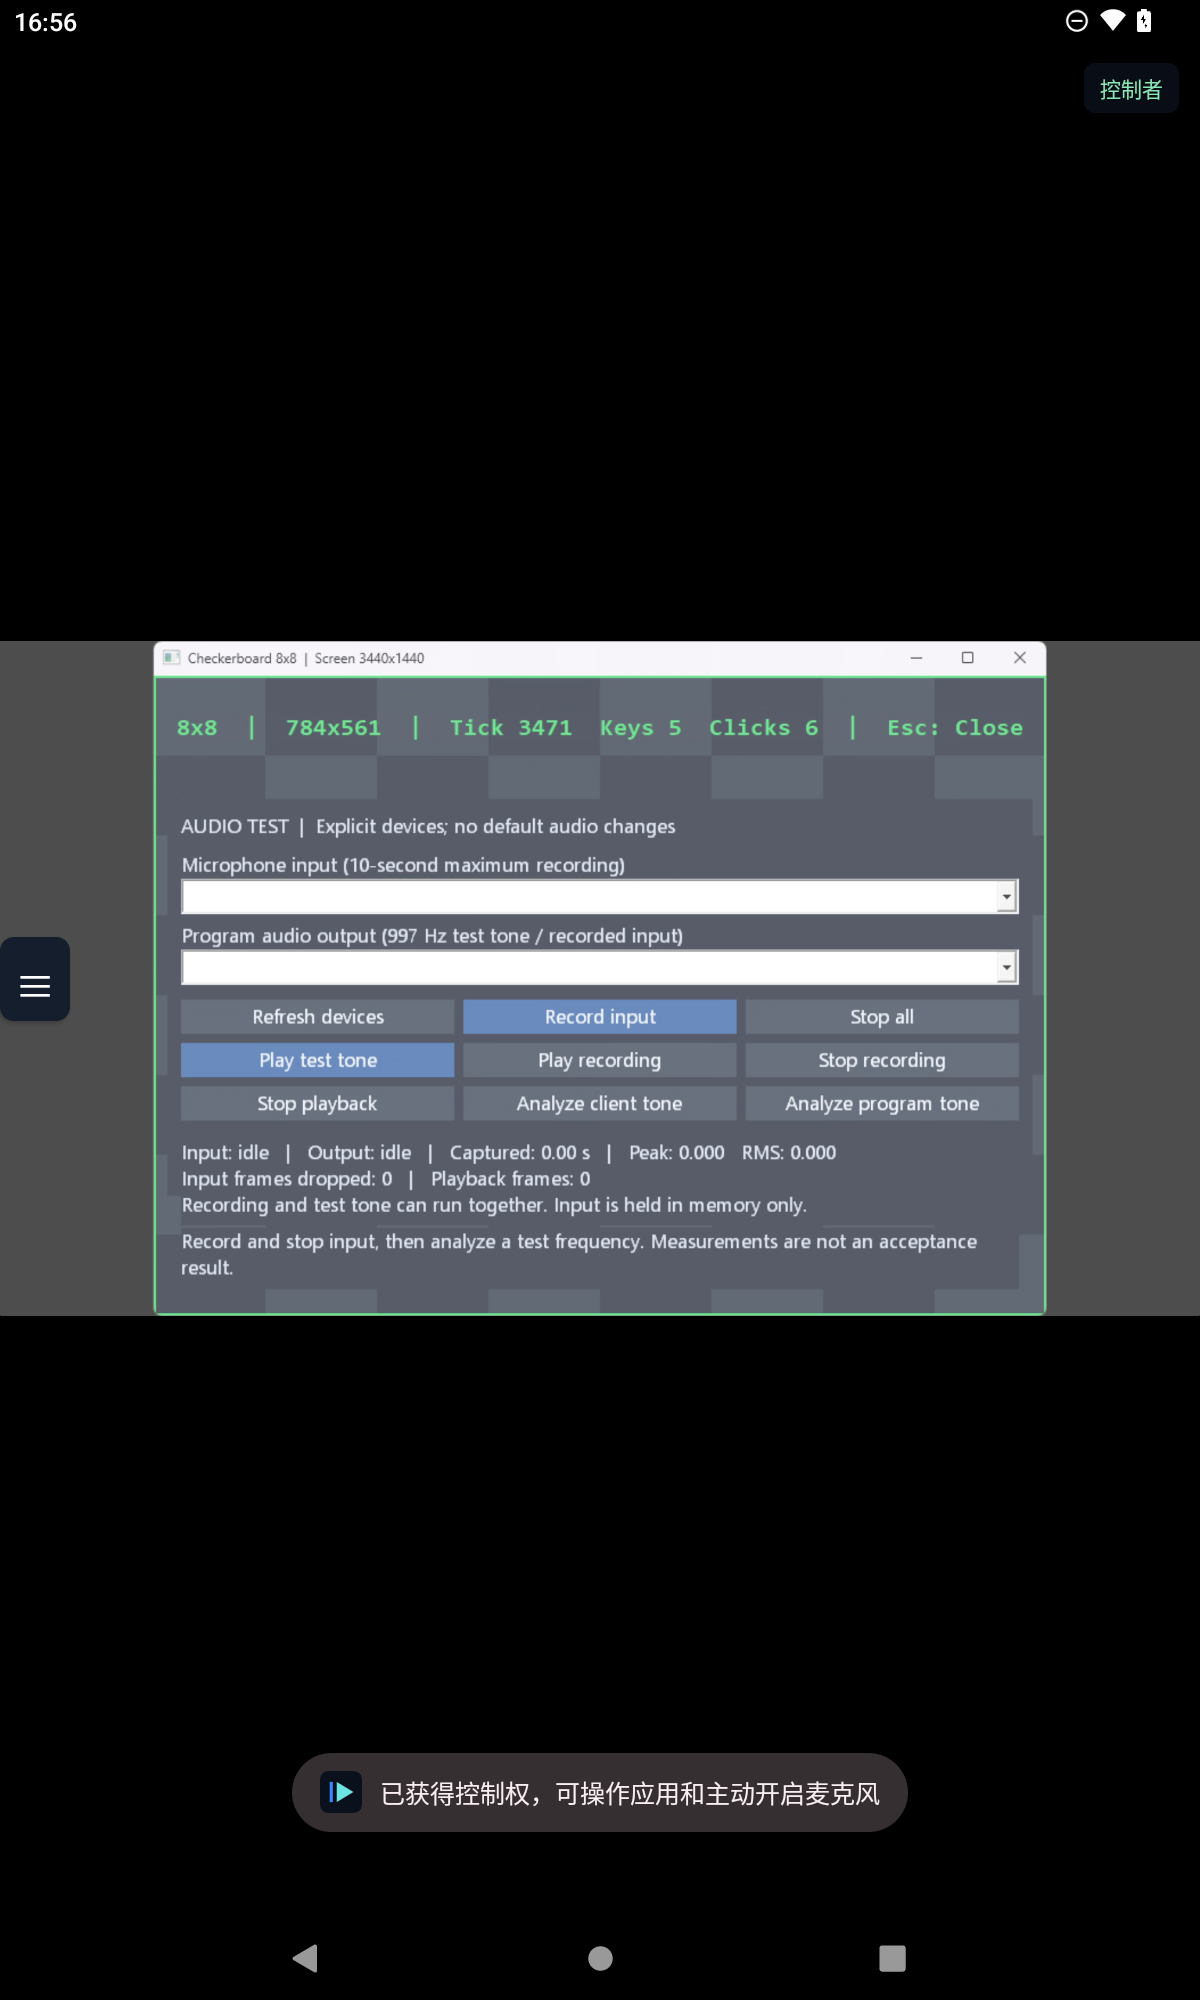 16:56
控制者
Checkerboard 8x8 | Screen 3440x1440
8x8 | 784x561 | Tick 3471 Keys 5 Clicks 6 | Esc: Close
AUDIO TEST | Explicit devices; no default audio changes
Microphone input (10-second maximum recording)
Program audio output (997 Hz test tone / recorded input)
Refresh devices Record input Stop all
Play test tone Play recording Stop recording
Stop playback Analyze client tone Analyze program tone
Input: idle | Output: idle | Captured: 0.00 s | Peak: 0.000 RMS: 0.000
Input frames dropped: 0 | Playback frames: 0
Recording and test tone can run together. Input is held in memory only.
Record and stop input, then analyze a test frequency. Measurements are not an acceptance
result.
已获得控制权，可操作应用和主动开启麦克风